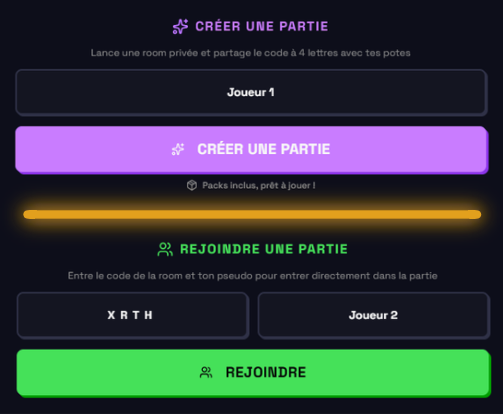 CRÉER UNE PARTIE
Lance une room privée et partage le code à 4 lettres avec tes potes
Joueur 1
CRÉER UNE PARTIE
Packs inclus, prêt à jouer !
REJOINDRE UNE PARTIE
Entre le code de la room et ton pseudo pour entrer directement dans la partie
XRTH
Joueur 2
REJOINDRE